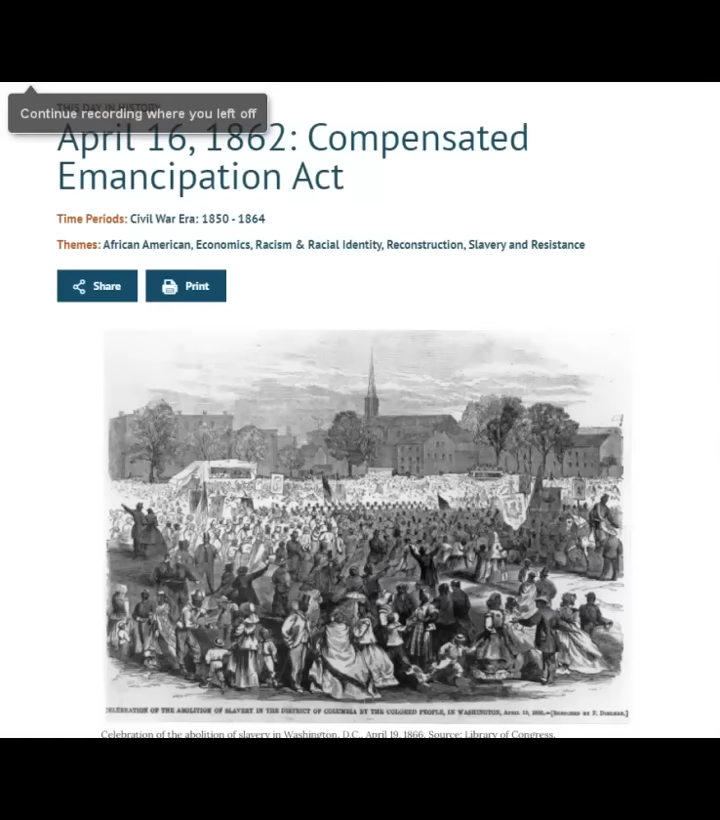 THIS DAY IN HISTORY
Continue recording where you left off
April 16, 1862: Compensated
Emancipation Act
Time Periods: Civil War Era: 1850 - 1864
Themes: African American, Economics, Racism & Racial Identity, Reconstruction, Slavery and Resistance
Share
Print
CELEBRATION OF THE ABOLITION OF SLAVERY IN THE DISTRICT OF COLUMBIA BY THE COLORED PEOPLE, IN WASHINGTON, APRIL 19, 1866.—[SKETCHED BY F. DIELMAN.]
Celebration of the abolition of slavery in Washington, D.C., April 19, 1866. Source: Library of Congress.